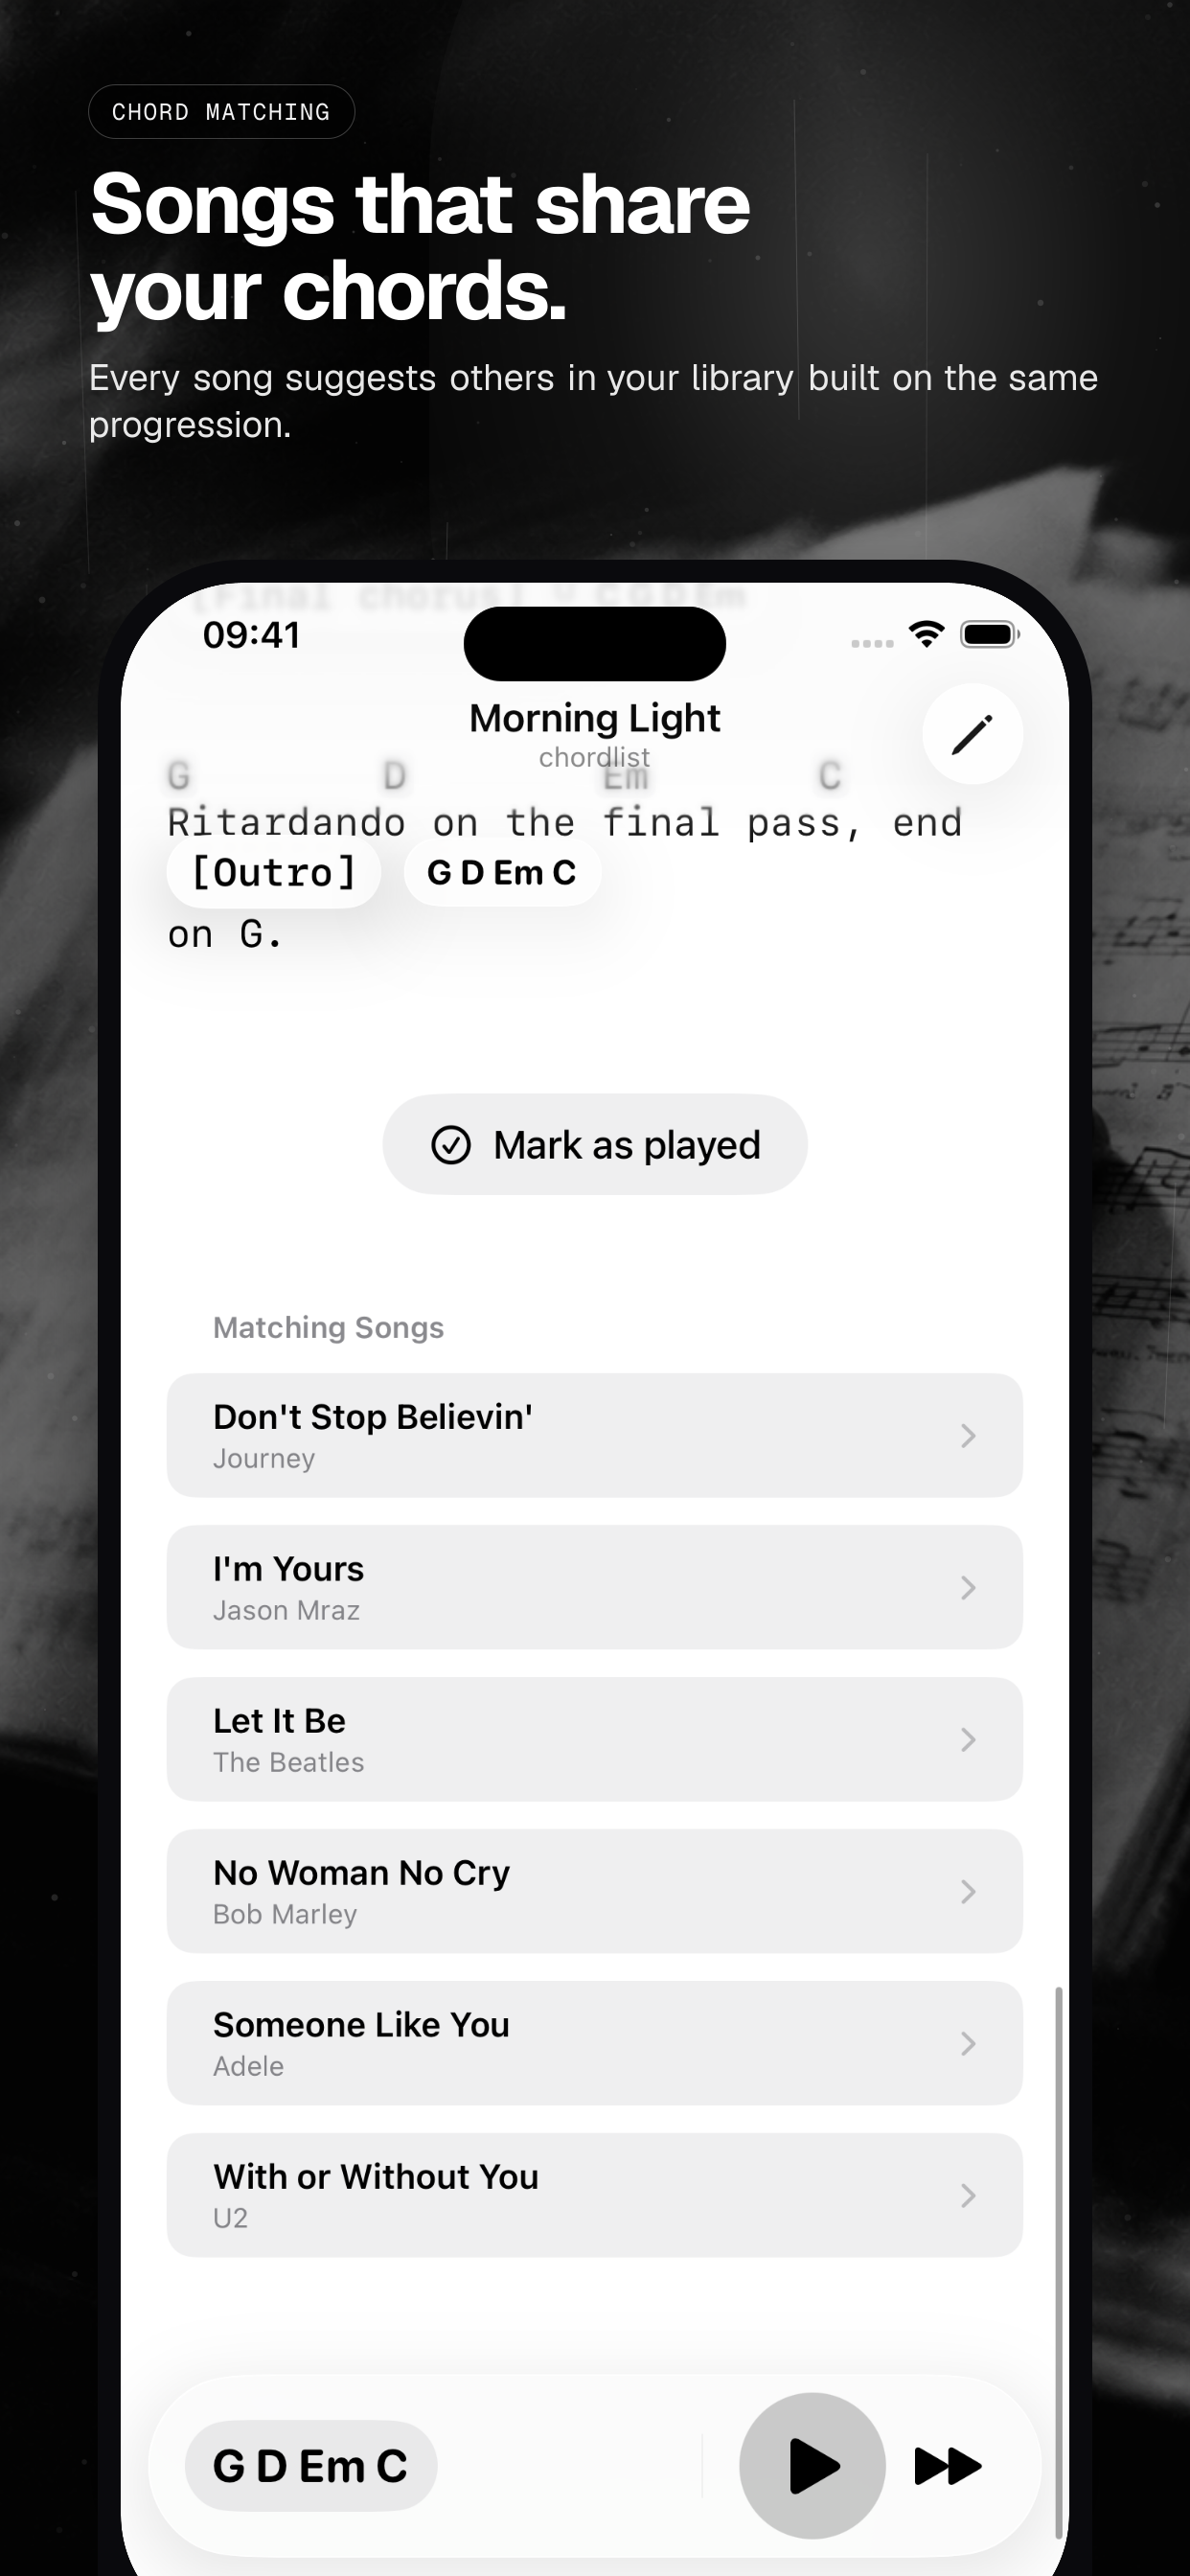 CHORD MATCHING
Songs that share
your chords.
Every song suggests others in your library built on the same
progression.
[Final chorus] C G D Em
09:41
Morning Light
chordlist
G D Em C
Ritardando on the final pass, end
[Outro] G D Em C
on G.
Mark as played
Matching Songs
Don't Stop Believin'
Journey
I'm Yours
Jason Mraz
Let It Be
The Beatles
No Woman No Cry
Bob Marley
Someone Like You
Adele
With or Without You
U2
G D Em C